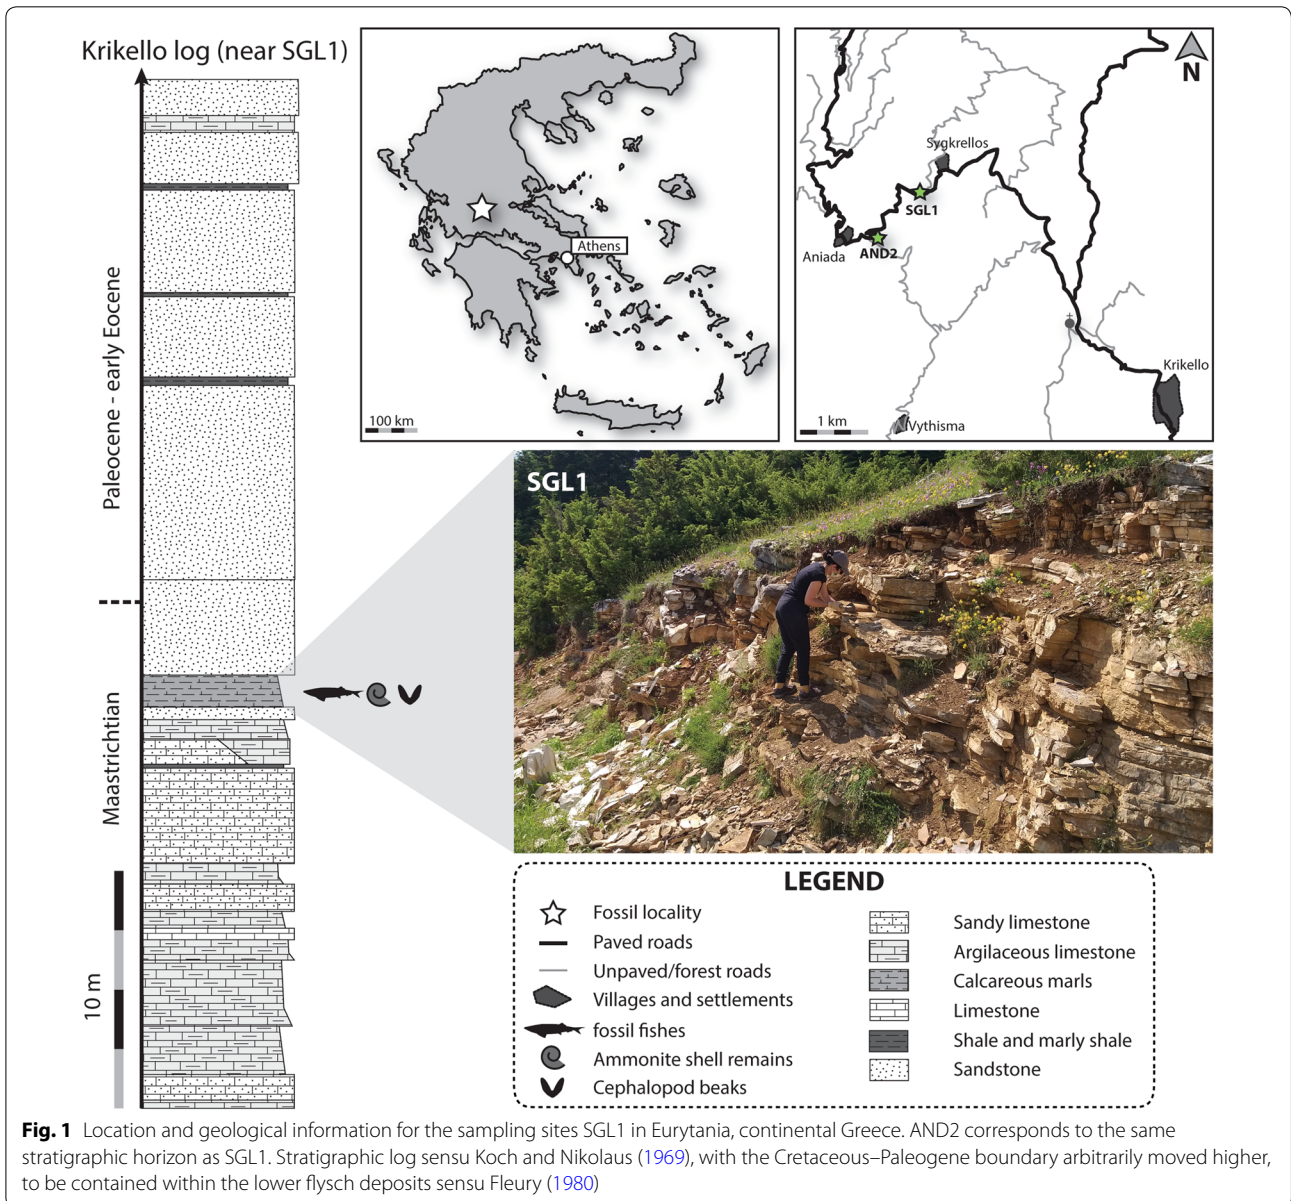 Krikello log (near SGL1)
Paleocene - early Eocene
Maastrichtian
10 m
Athens
100 km
N
Sygkrellos
SGL1
AND2
Aniada
Krikello
Vythisma
1 km
SGL1
LEGEND
Fossil locality
Paved roads
Unpaved/forest roads
Villages and settlements
fossil fishes
Ammonite shell remains
Cephalopod beaks
Sandy limestone
Argilaceous limestone
Calcareous marls
Limestone
Shale and marly shale
Sandstone
Fig. 1 Location and geological information for the sampling sites SGL1 in Eurytania, continental Greece. AND2 corresponds to the same
stratigraphic horizon as SGL1. Stratigraphic log sensu Koch and Nikolaus (1969), with the Cretaceous–Paleogene boundary arbitrarily moved higher,
to be contained within the lower flysch deposits sensu Fleury (1980)